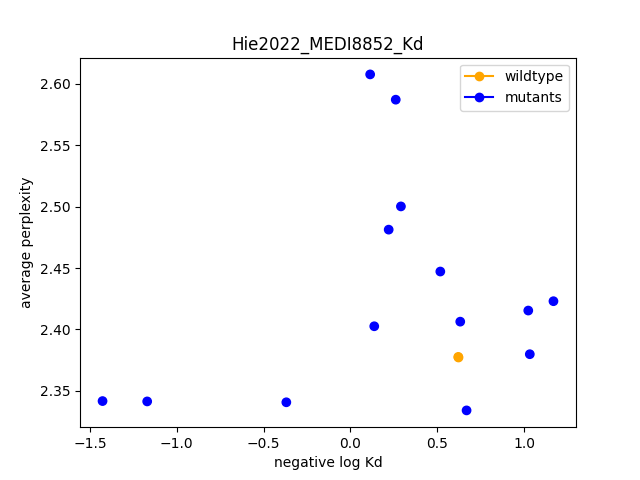 Hie2022_MEDI8852_Kd
wildtype
mutants
2.60
2.55
2.50
2.45
2.40
2.35
average perplexity
−1.5 −1.0 −0.5 0.0 0.5 1.0
negative log Kd